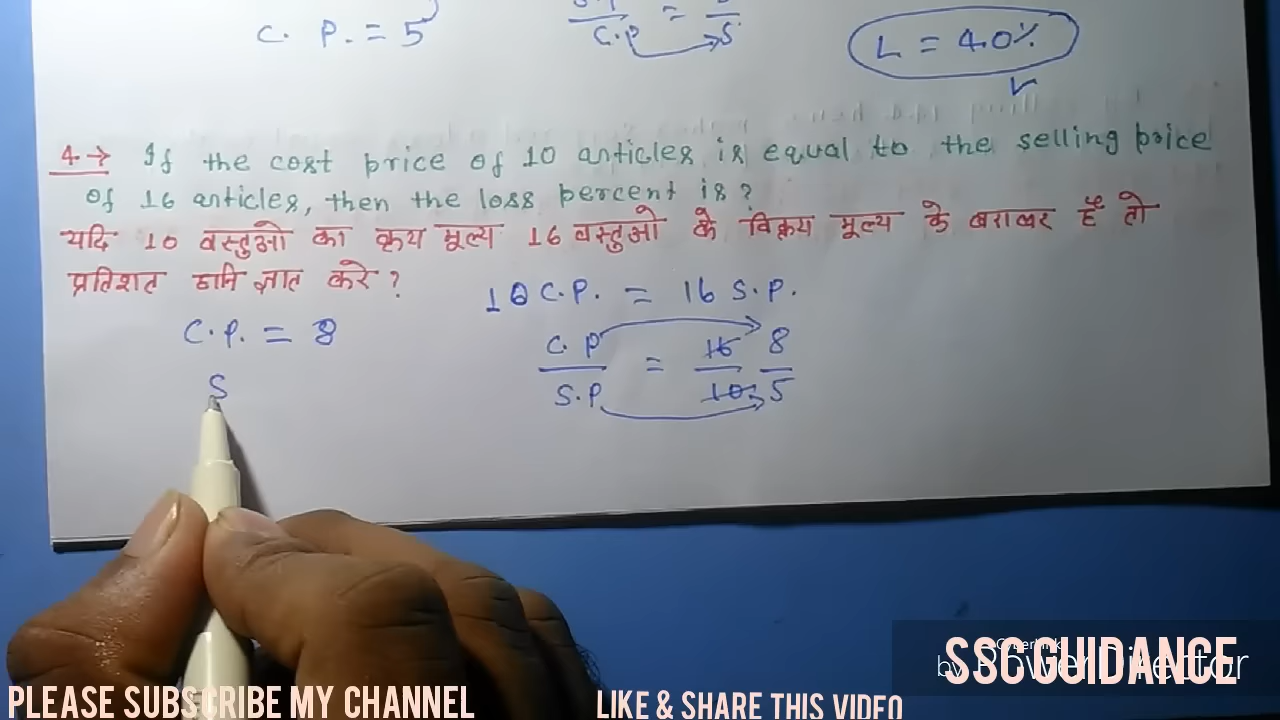 C. P. = 5
C.P = S
L = 40%
4.→ If the cost price of 10 articles is equal to the selling price
of 16 articles, then the loss percent is?
यदि 10 वस्तुओ का क्रय मूल्य 16 वस्तुओ के विक्रय मूल्य के बराबर हैं तो
प्रतिशत हानि ज्ञात करे ?
10 C.P. = 16 S.P.
C.P. = 8
C.P / S.P = 16/10 8/5
S
SSC GUIDANCE
by PowerDirector
PLEASE SUBSCRIBE MY CHANNEL
LIKE & SHARE THIS VIDEO